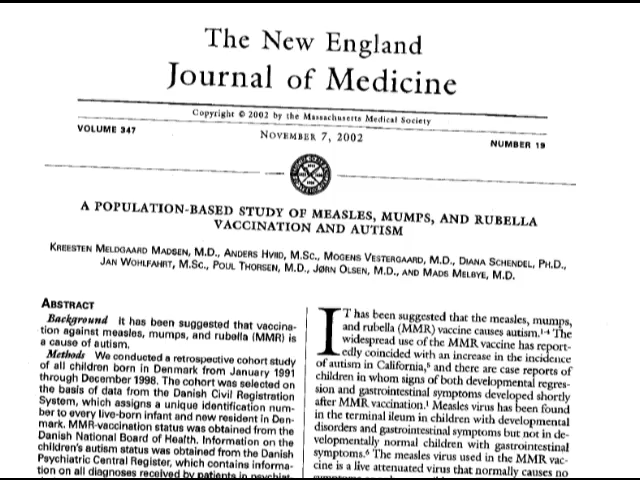 The New England
Journal of Medicine
Copyright © 2002 by the Massachusetts Medical Society
VOLUME 347
NOVEMBER 7, 2002
NUMBER 19
A POPULATION-BASED STUDY OF MEASLES, MUMPS, AND RUBELLA
VACCINATION AND AUTISM
KREESTEN MELDGAARD MADSEN, M.D., ANDERS HVIID, M.SC., MOGENS VESTERGAARD, M.D., DIANA SCHENDEL, PH.D.,
JAN WOHLFAHRT, M.SC., POUL THORSEN, M.D., JØRN OLSEN, M.D., AND MADS MELBYE, M.D.
ABSTRACT
Background It has been suggested that vaccina-
tion against measles, mumps, and rubella (MMR) is
a cause of autism.
Methods We conducted a retrospective cohort study
of all children born in Denmark from January 1991
through December 1998. The cohort was selected on
the basis of data from the Danish Civil Registration
System, which assigns a unique identification num-
ber to every live-born infant and new resident in Den-
mark. MMR-vaccination status was obtained from the
Danish National Board of Health. Information on the
children's autism status was obtained from the Danish
Psychiatric Central Register, which contains informa-
tion on all diagnoses received by patients in psychiat-
IT has been suggested that the measles, mumps,
and rubella (MMR) vaccine causes autism.1-4 The
widespread use of the MMR vaccine has report-
edly coincided with an increase in the incidence
of autism in California,5 and there are case reports of
children in whom signs of both developmental regres-
sion and gastrointestinal symptoms developed shortly
after MMR vaccination.1 Measles virus has been found
in the terminal ileum in children with developmental
disorders and gastrointestinal symptoms but not in de-
velopmentally normal children with gastrointestinal
symptoms.6 The measles virus used in the MMR vac-
cine is a live attenuated virus that normally causes no